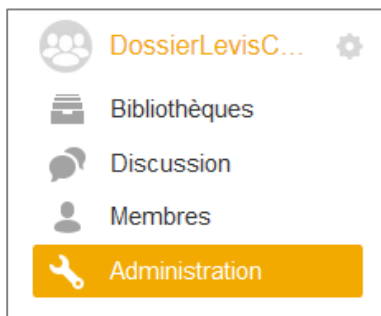 DossierLevisC...
Bibliothèques
Discussion
Membres
Administration